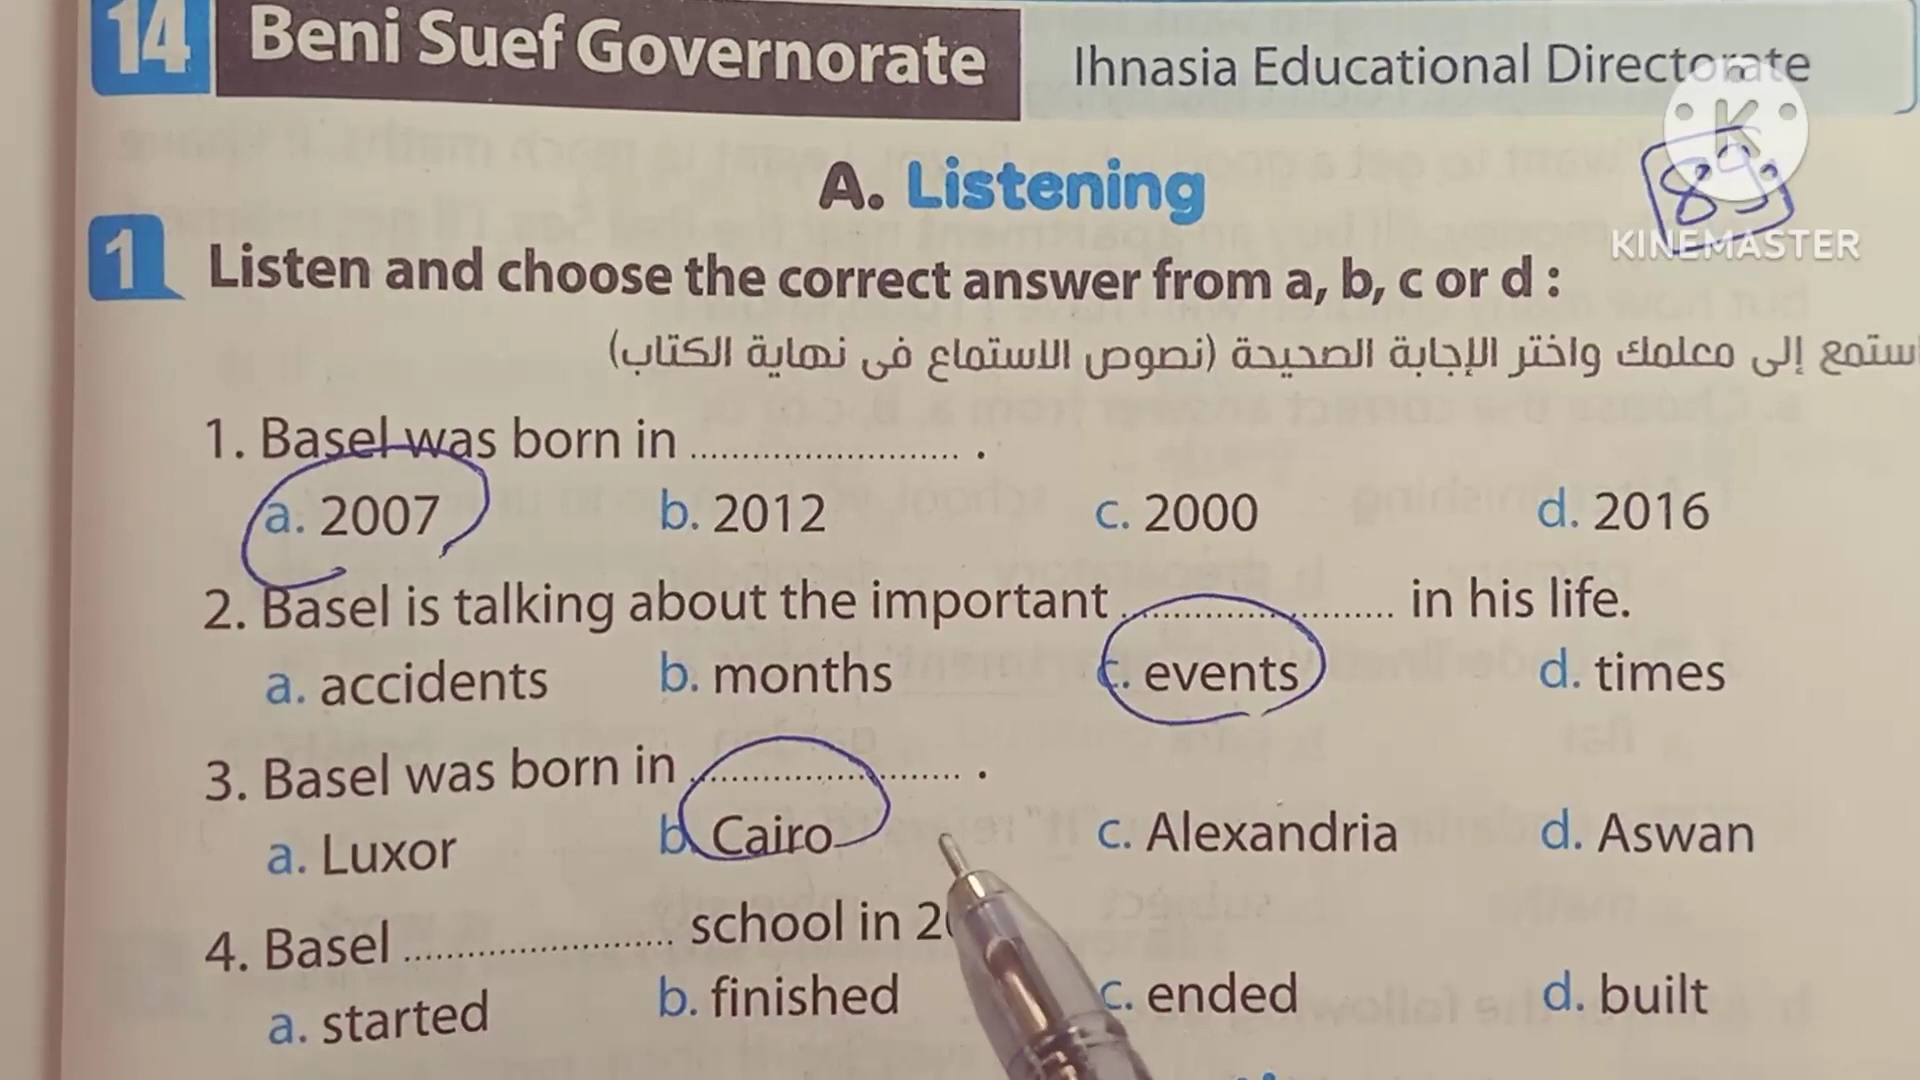 14 Beni Suef Governorate Ihnasia Educational Directorate
A. Listening
KINEMASTER
1 Listen and choose the correct answer from a, b, c or d :
ستمع إلى معلمك واختر الإجابة الصحيحة (نصوص الاستماع فى نهاية الكتاب)
1. Basel was born in ........................... .
a. 2007 b. 2012 c. 2000 d. 2016
2. Basel is talking about the important ........................... in his life.
a. accidents b. months c. events d. times
3. Basel was born in ........................... .
a. Luxor b. Cairo c. Alexandria d. Aswan
4. Basel ........................... school in
a. started b. finished c. ended d. built